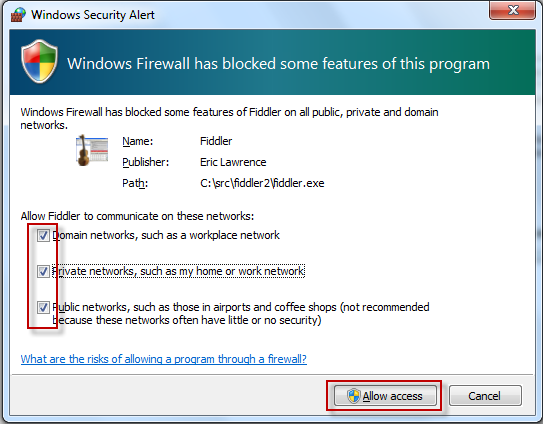 Windows Security Alert
Windows Firewall has blocked some features of this program
Windows Firewall has blocked some features of Fiddler on all public, private and domain
networks.
Name: Fiddler
Publisher: Eric Lawrence
Path: C:\src\fiddler2\fiddler.exe
Allow Fiddler to communicate on these networks:
Domain networks, such as a workplace network
Private networks, such as my home or work network
Public networks, such as those in airports and coffee shops (not recommended
because these networks often have little or no security)
What are the risks of allowing a program through a firewall?
Allow access Cancel